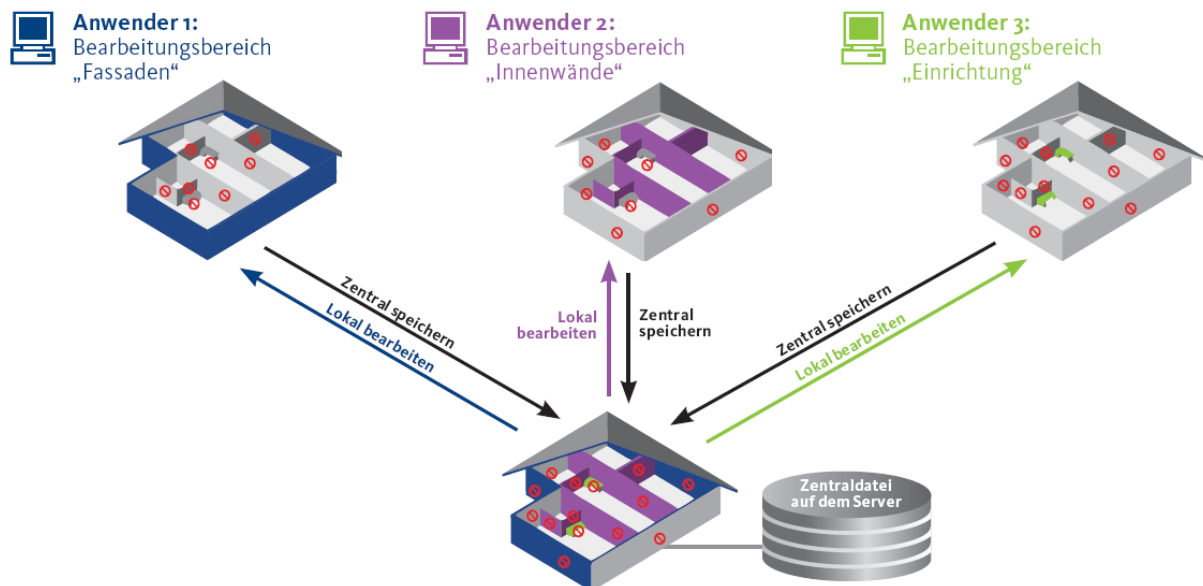 Anwender 1:
Bearbeitungsbereich
„Fassaden“
Anwender 2:
Bearbeitungsbereich
„Innenwände“
Anwender 3:
Bearbeitungsbereich
„Einrichtung“
Zentral speichern
Lokal bearbeiten
Lokal
bearbeiten
Zentral
speichern
Zentral speichern
Lokal bearbeiten
Zentraldatei
auf dem Server